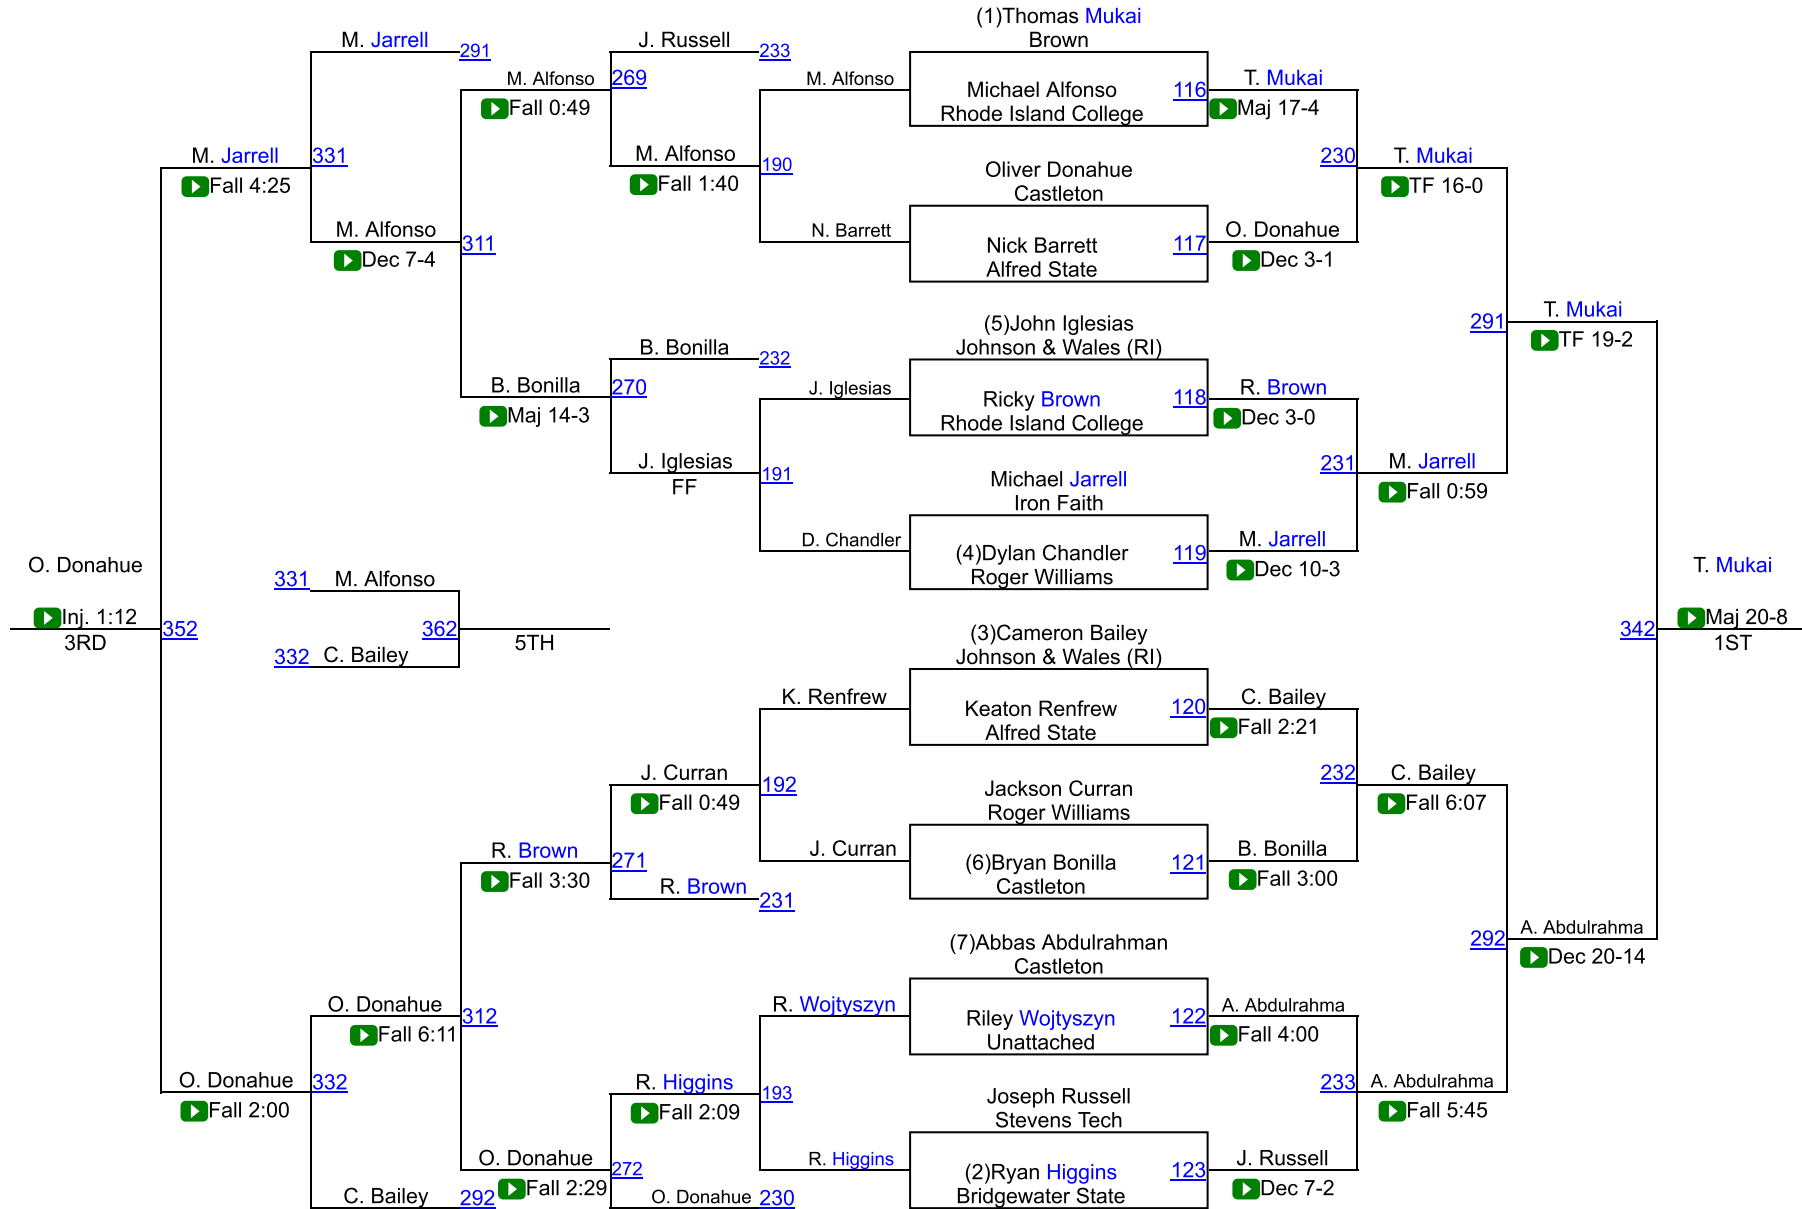 (1)Thomas Mukai
Brown
M. Jarrell
291
J. Russell
233
M. Alfonso
269
Fall 0:49
M. Alfonso
Michael Alfonso
Rhode Island College
116
T. Mukai
Maj 17-4
M. Jarrell
331
Fall 4:25
M. Alfonso
190
Fall 1:40
Oliver Donahue
Castleton
230
T. Mukai
TF 16-0
M. Alfonso
311
Dec 7-4
N. Barrett
Nick Barrett
Alfred State
117
O. Donahue
Dec 3-1
(5)John Iglesias
Johnson & Wales (RI)
291
T. Mukai
TF 19-2
B. Bonilla
232
B. Bonilla
270
Maj 14-3
J. Iglesias
Ricky Brown
Rhode Island College
118
R. Brown
Dec 3-0
J. Iglesias
191
FF
Michael Jarrell
Iron Faith
231
M. Jarrell
Fall 0:59
D. Chandler
(4)Dylan Chandler
Roger Williams
119
M. Jarrell
Dec 10-3
O. Donahue
Inj. 1:12
3RD
352
331
M. Alfonso
362
5TH
332
C. Bailey
T. Mukai
342
Maj 20-8
1ST
(3)Cameron Bailey
Johnson & Wales (RI)
K. Renfrew
Keaton Renfrew
Alfred State
120
C. Bailey
Fall 2:21
J. Curran
192
Fall 0:49
Jackson Curran
Roger Williams
232
C. Bailey
Fall 6:07
R. Brown
271
Fall 3:30
J. Curran
(6)Bryan Bonilla
Castleton
121
B. Bonilla
Fall 3:00
R. Brown
231
(7)Abbas Abdulrahman
Castleton
292
A. Abdulrahma
Dec 20-14
O. Donahue
312
Fall 6:11
R. Wojtyszyn
Riley Wojtyszyn
Unattached
122
A. Abdulrahma
Fall 4:00
O. Donahue
332
Fall 2:00
R. Higgins
193
Fall 2:09
Joseph Russell
Stevens Tech
233
A. Abdulrahma
Fall 5:45
O. Donahue
272
Fall 2:29
R. Higgins
(2)Ryan Higgins
Bridgewater State
123
J. Russell
Dec 7-2
C. Bailey
292
O. Donahue
230